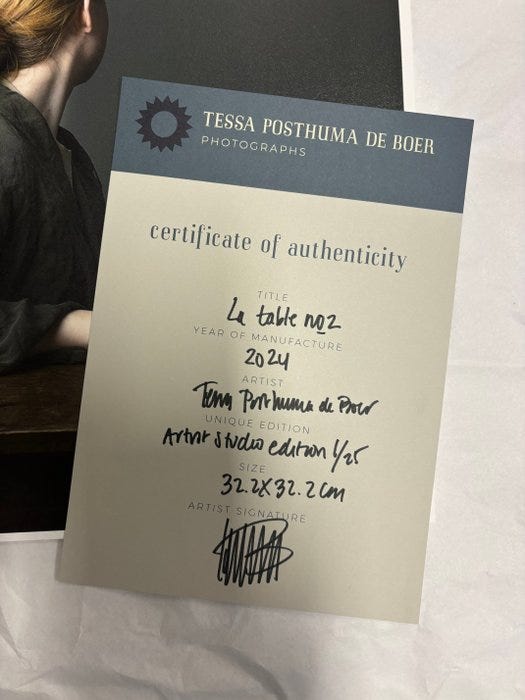 TESSA POSTHUMA DE BOER
PHOTOGRAPHS
certificate of authenticity
TITLE
La table no2
YEAR OF MANUFACTURE
2024
ARTIST
Tessa Posthuma de Boer
UNIQUE EDITION
Artist studio edition 1/25
SIZE
32.2X32.2cm
ARTIST SIGNATURE